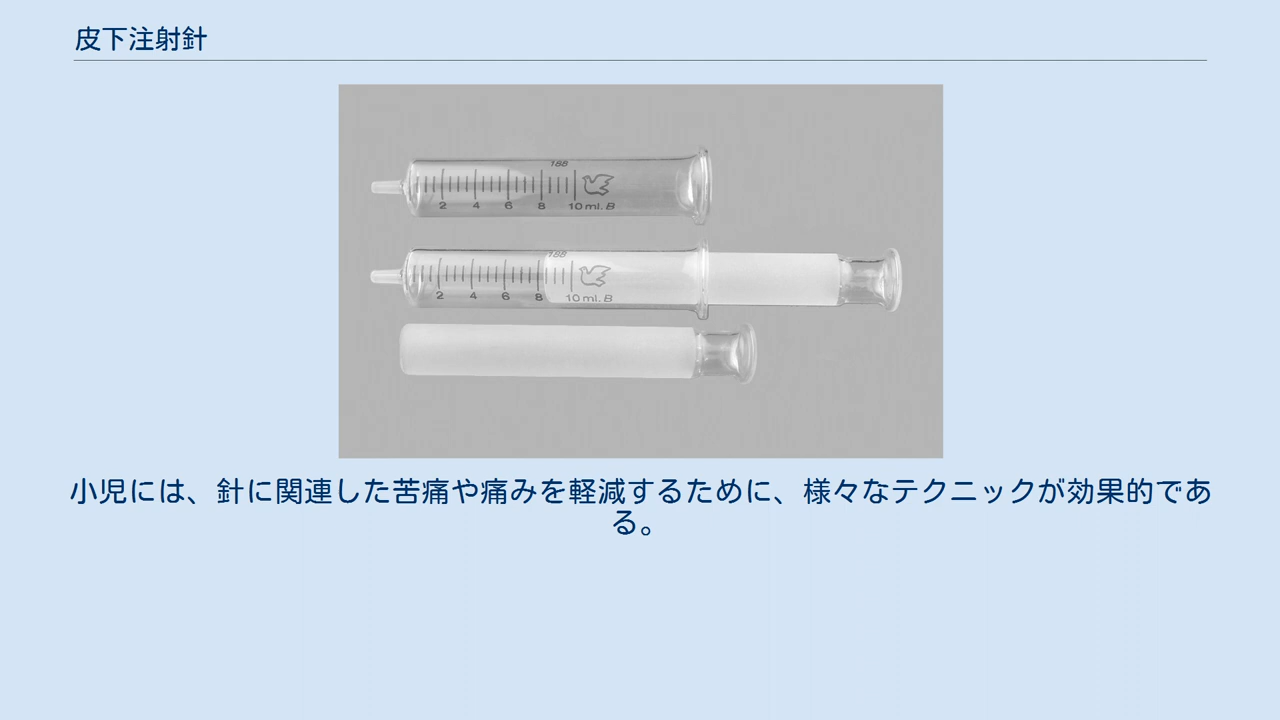 皮下注射針
188
2 4 6 8 10 ml. B
188
2 4 6 8 10 ml. B
小児には、針に関連した苦痛や痛みを軽減するために、様々なテクニックが効果的であ
る。